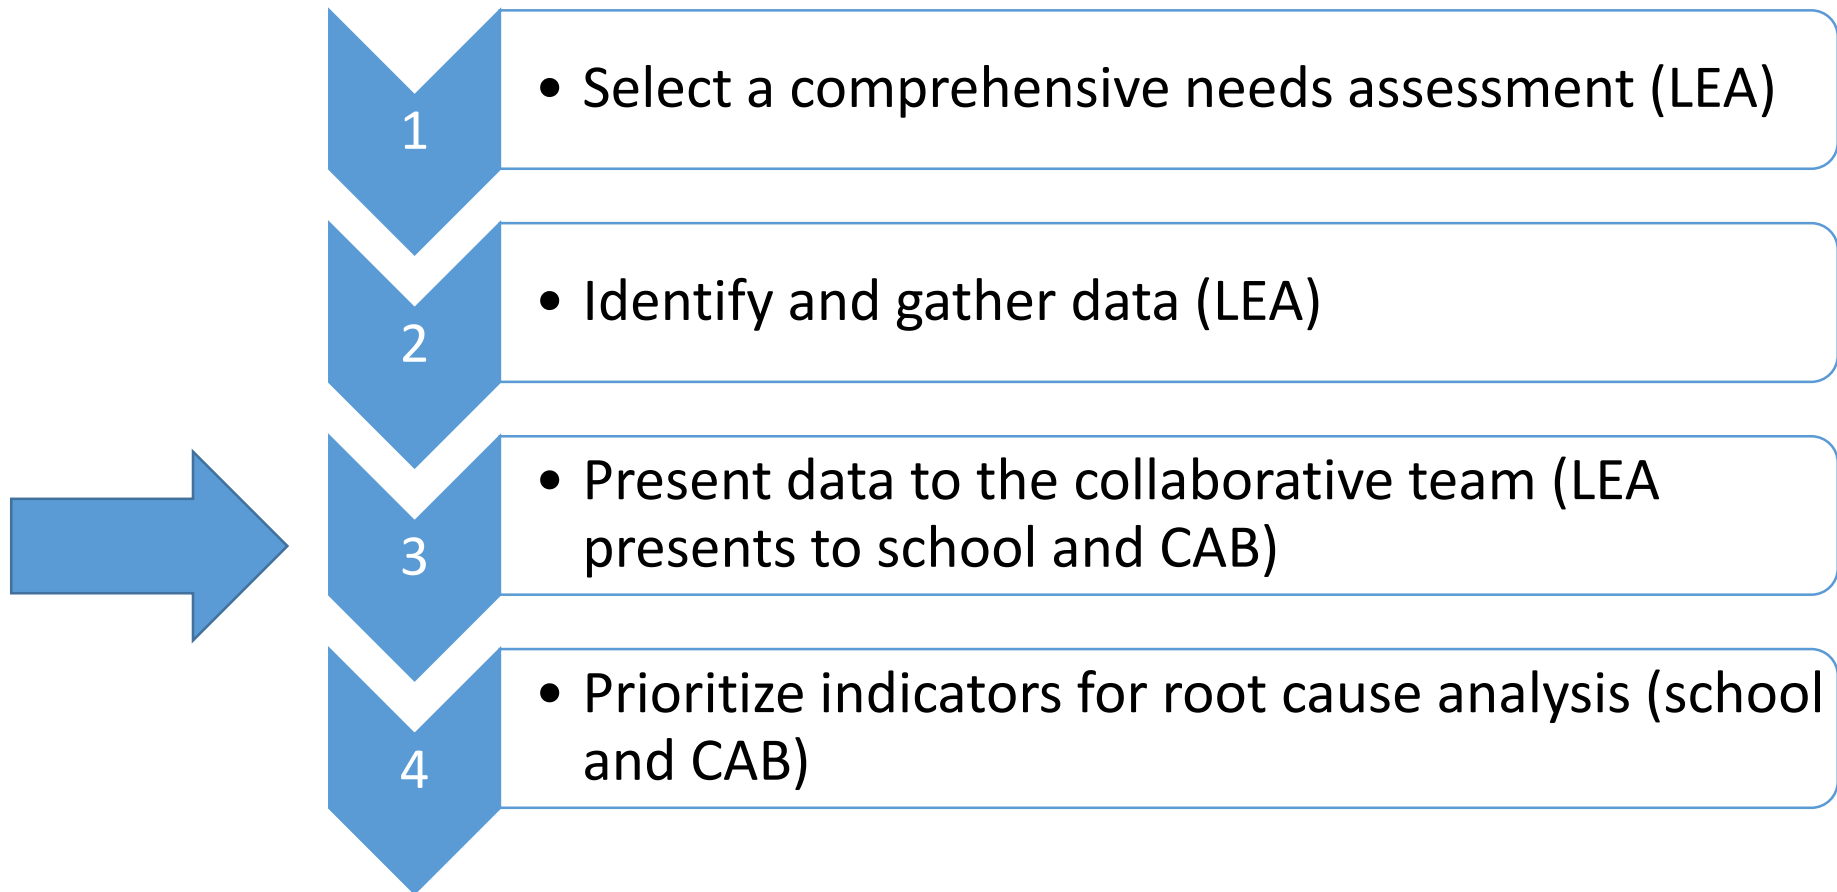 1
• Select a comprehensive needs assessment (LEA)
2
• Identify and gather data (LEA)
3
• Present data to the collaborative team (LEA
presents to school and CAB)
4
• Prioritize indicators for root cause analysis (school
and CAB)